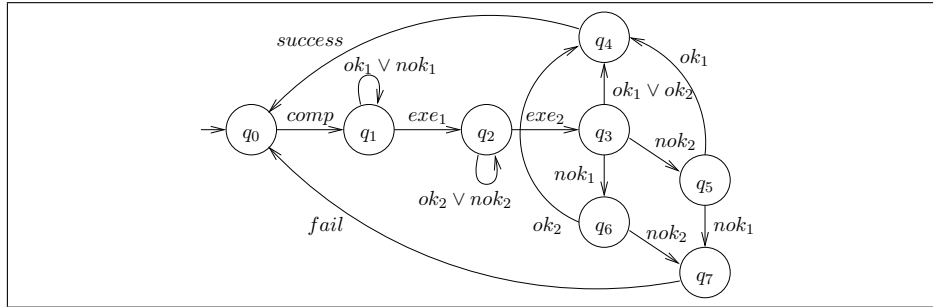 success
q4
ok1 ∨ nok1
ok1
ok1 ∨ ok2
q0
comp
q1
exe1
q2
exe2
q3
nok2
nok1
q5
ok2 ∨ nok2
fail
ok2
q6
nok2
nok1
q7